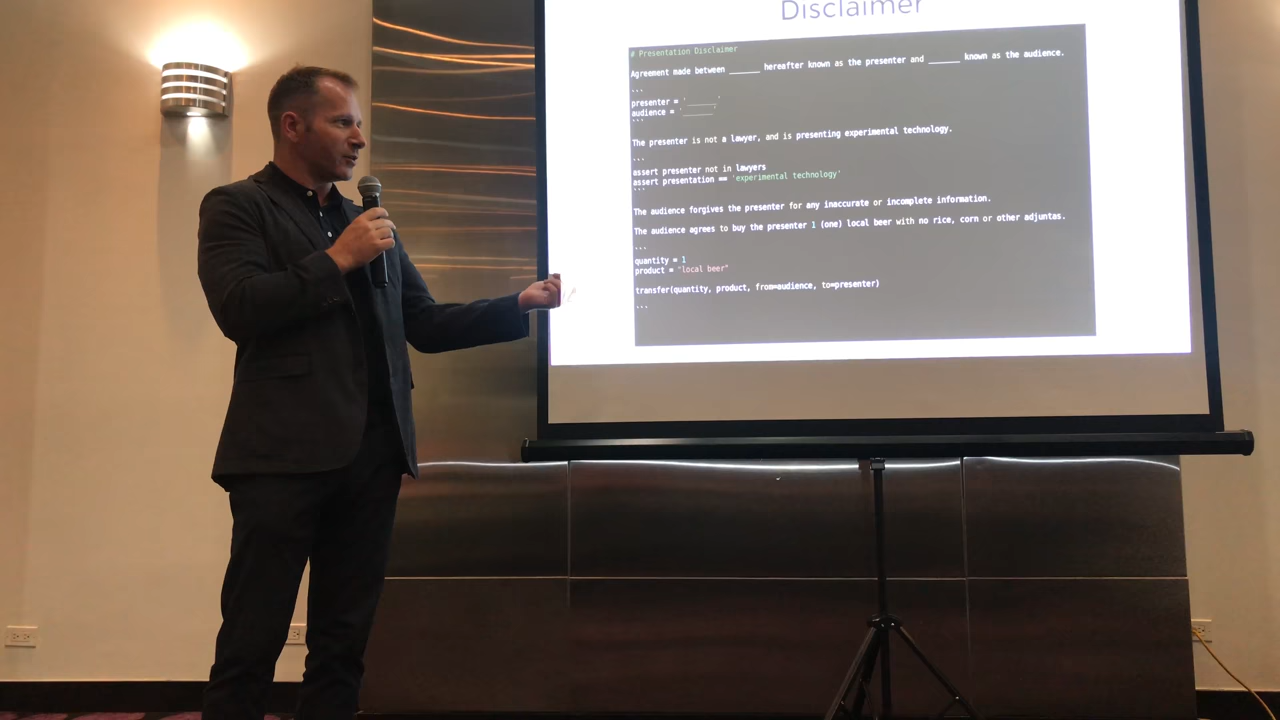 Disclaimer
# Presentation Disclaimer
Agreement made between ______ hereafter known as the presenter and ______ known as the audience.
```
presenter = '______'
audience = '______'
```
The presenter is not a lawyer, and is presenting experimental technology.
```
assert presenter not in lawyers
assert presentation == 'experimental technology'
```
The audience forgives the presenter for any inaccurate or incomplete information.
The audience agrees to buy the presenter 1 (one) local beer with no rice, corn or other adjuntas.
```
quantity = 1
product = "local beer"
transfer(quantity, product, from=audience, to=presenter)
```